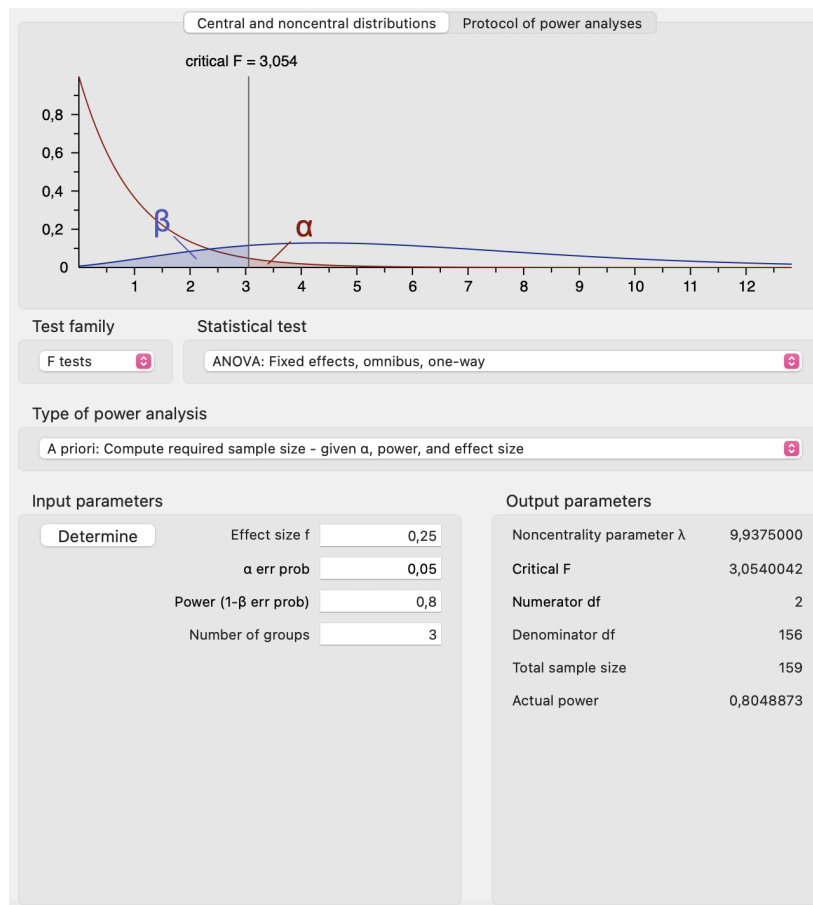 Central and noncentral distributions Protocol of power analyses
critical F = 3,054
0,8
0,6
0,4
0,2
0
β
α
1 2 3 4 5 6 7 8 9 10 11 12
Test family Statistical test
F tests ANOVA: Fixed effects, omnibus, one-way
Type of power analysis
A priori: Compute required sample size - given α, power, and effect size
Input parameters
Determine
Effect size f 0,25
α err prob 0,05
Power (1-β err prob) 0,8
Number of groups 3
Output parameters
Noncentrality parameter λ 9,9375000
Critical F 3,0540042
Numerator df 2
Denominator df 156
Total sample size 159
Actual power 0,8048873